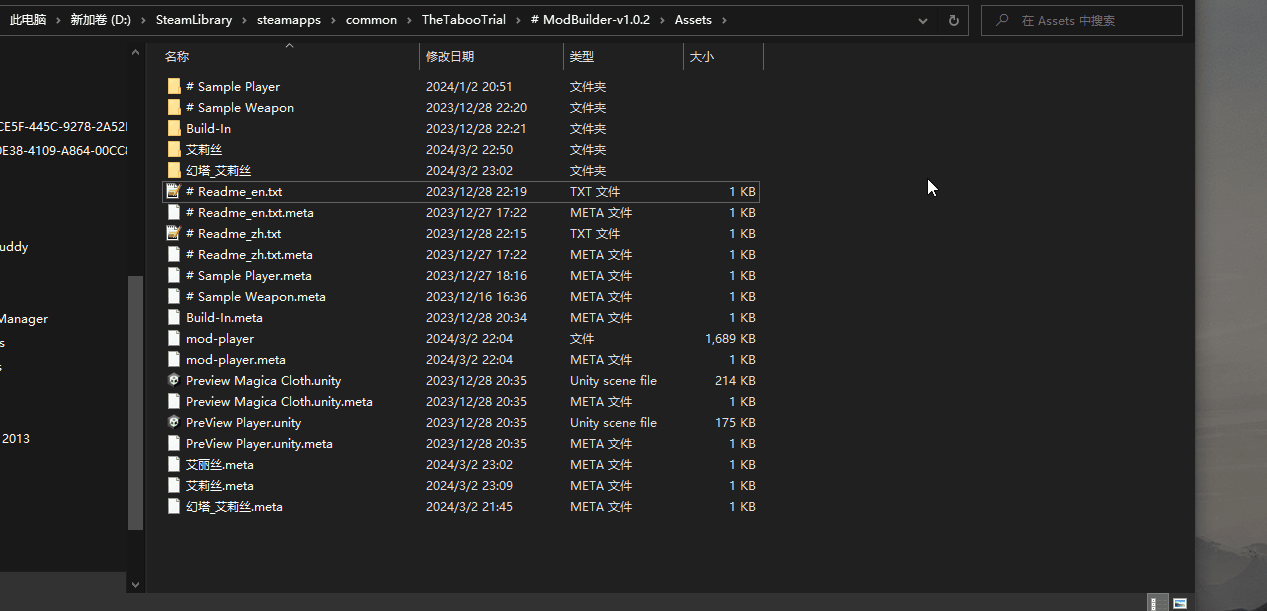 此电脑 > 新加卷 (D:) > SteamLibrary > steamapps > common > TheTabooTrial > # ModBuilder-v1.0.2 > Assets >
在 Assets 中搜索
名称 修改日期 类型 大小
# Sample Player 2024/1/2 20:51 文件夹
# Sample Weapon 2023/12/28 22:20 文件夹
Build-In 2023/12/28 22:21 文件夹
艾莉丝 2024/3/2 22:50 文件夹
幻塔_艾莉丝 2024/3/2 23:02 文件夹
# Readme_en.txt 2023/12/28 22:19 TXT 文件 1 KB
# Readme_en.txt.meta 2023/12/27 17:22 META 文件 1 KB
# Readme_zh.txt 2023/12/28 22:15 TXT 文件 1 KB
# Readme_zh.txt.meta 2023/12/27 17:22 META 文件 1 KB
# Sample Player.meta 2023/12/27 18:16 META 文件 1 KB
# Sample Weapon.meta 2023/12/16 16:36 META 文件 1 KB
Build-In.meta 2023/12/28 20:34 META 文件 1 KB
mod-player 2024/3/2 22:04 文件 1,689 KB
mod-player.meta 2024/3/2 22:04 META 文件 1 KB
Preview Magica Cloth.unity 2023/12/28 20:35 Unity scene file 214 KB
Preview Magica Cloth.unity.meta 2023/12/28 20:35 META 文件 1 KB
PreView Player.unity 2023/12/28 20:35 Unity scene file 175 KB
PreView Player.unity.meta 2023/12/28 20:35 META 文件 1 KB
艾丽丝.meta 2024/3/2 23:02 META 文件 1 KB
艾莉丝.meta 2024/3/2 23:09 META 文件 1 KB
幻塔_艾莉丝.meta 2024/3/2 21:45 META 文件 1 KB
CE5F-445C-9278-2A52
0E38-4109-A864-00CC8
uddy
Manager
s
s
2013